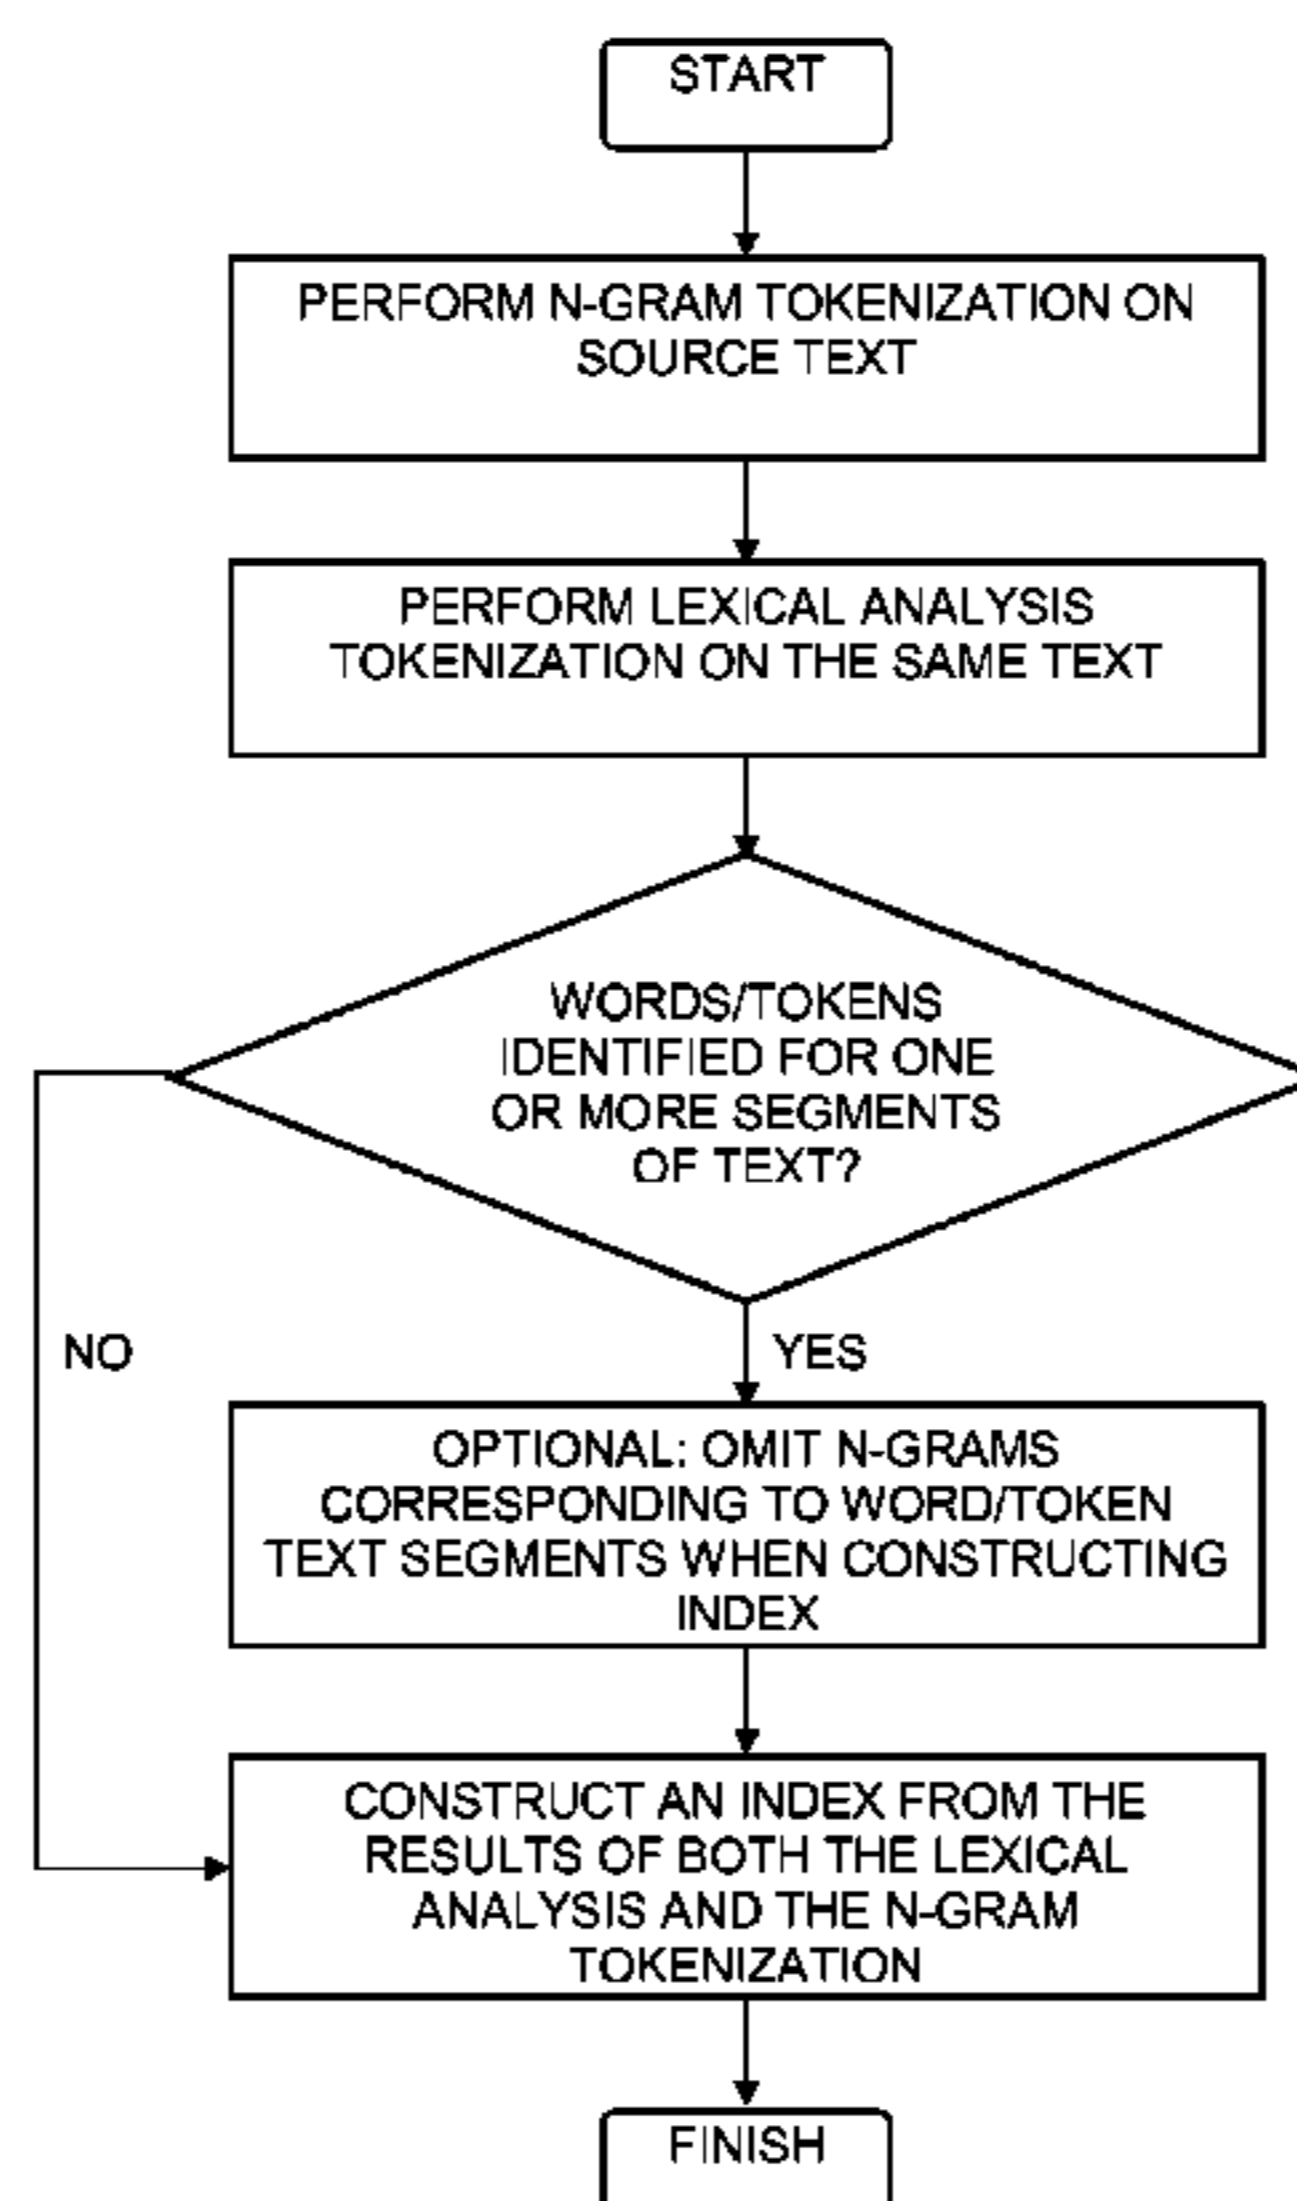 START
PERFORM N-GRAM TOKENIZATION ON
SOURCE TEXT
PERFORM LEXICAL ANALYSIS
TOKENIZATION ON THE SAME TEXT
WORDS/TOKENS
IDENTIFIED FOR ONE
OR MORE SEGMENTS
OF TEXT?
NO
YES
OPTIONAL: OMIT N-GRAMS
CORRESPONDING TO WORD/TOKEN
TEXT SEGMENTS WHEN CONSTRUCTING
INDEX
CONSTRUCT AN INDEX FROM THE
RESULTS OF BOTH THE LEXICAL
ANALYSIS AND THE N-GRAM
TOKENIZATION
FINISH